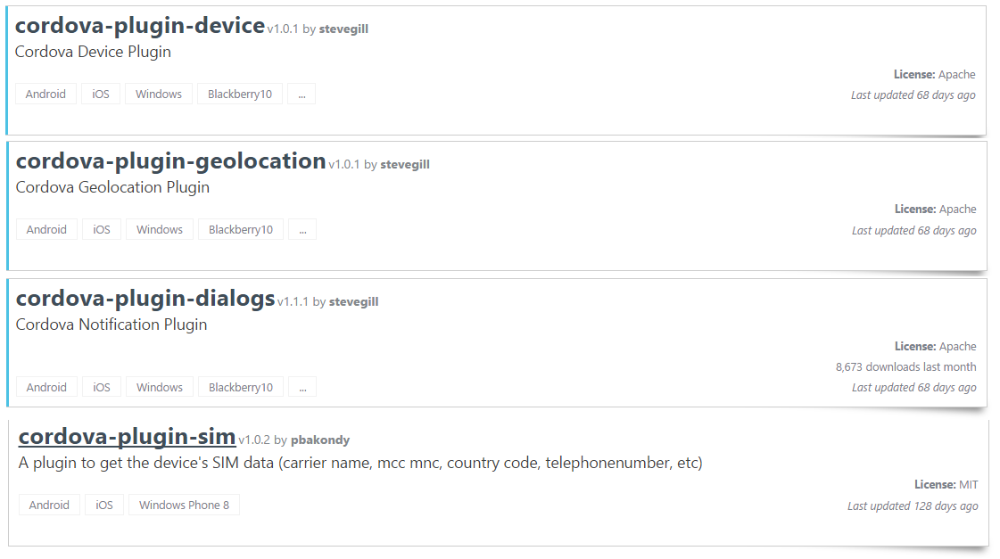 cordova-plugin-device v1.0.1 by stevegill
Cordova Device Plugin
License: Apache
Android iOS Windows Blackberry10 ...
Last updated 68 days ago
cordova-plugin-geolocation v1.0.1 by stevegill
Cordova Geolocation Plugin
License: Apache
Android iOS Windows Blackberry10 ...
Last updated 68 days ago
cordova-plugin-dialogs v1.1.1 by stevegill
Cordova Notification Plugin
License: Apache
8,673 downloads last month
Android iOS Windows Blackberry10 ...
Last updated 68 days ago
cordova-plugin-sim v1.0.2 by pbakondy
A plugin to get the device's SIM data (carrier name, mcc mnc, country code, telephonenumber, etc)
License: MIT
Android iOS Windows Phone 8
Last updated 128 days ago